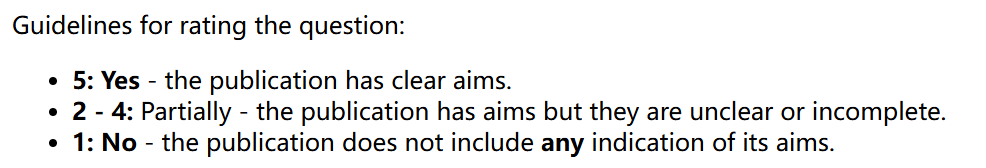 Guidelines for rating the question:
• 5: Yes - the publication has clear aims.
• 2 - 4: Partially - the publication has aims but they are unclear or incomplete.
• 1: No - the publication does not include any indication of its aims.